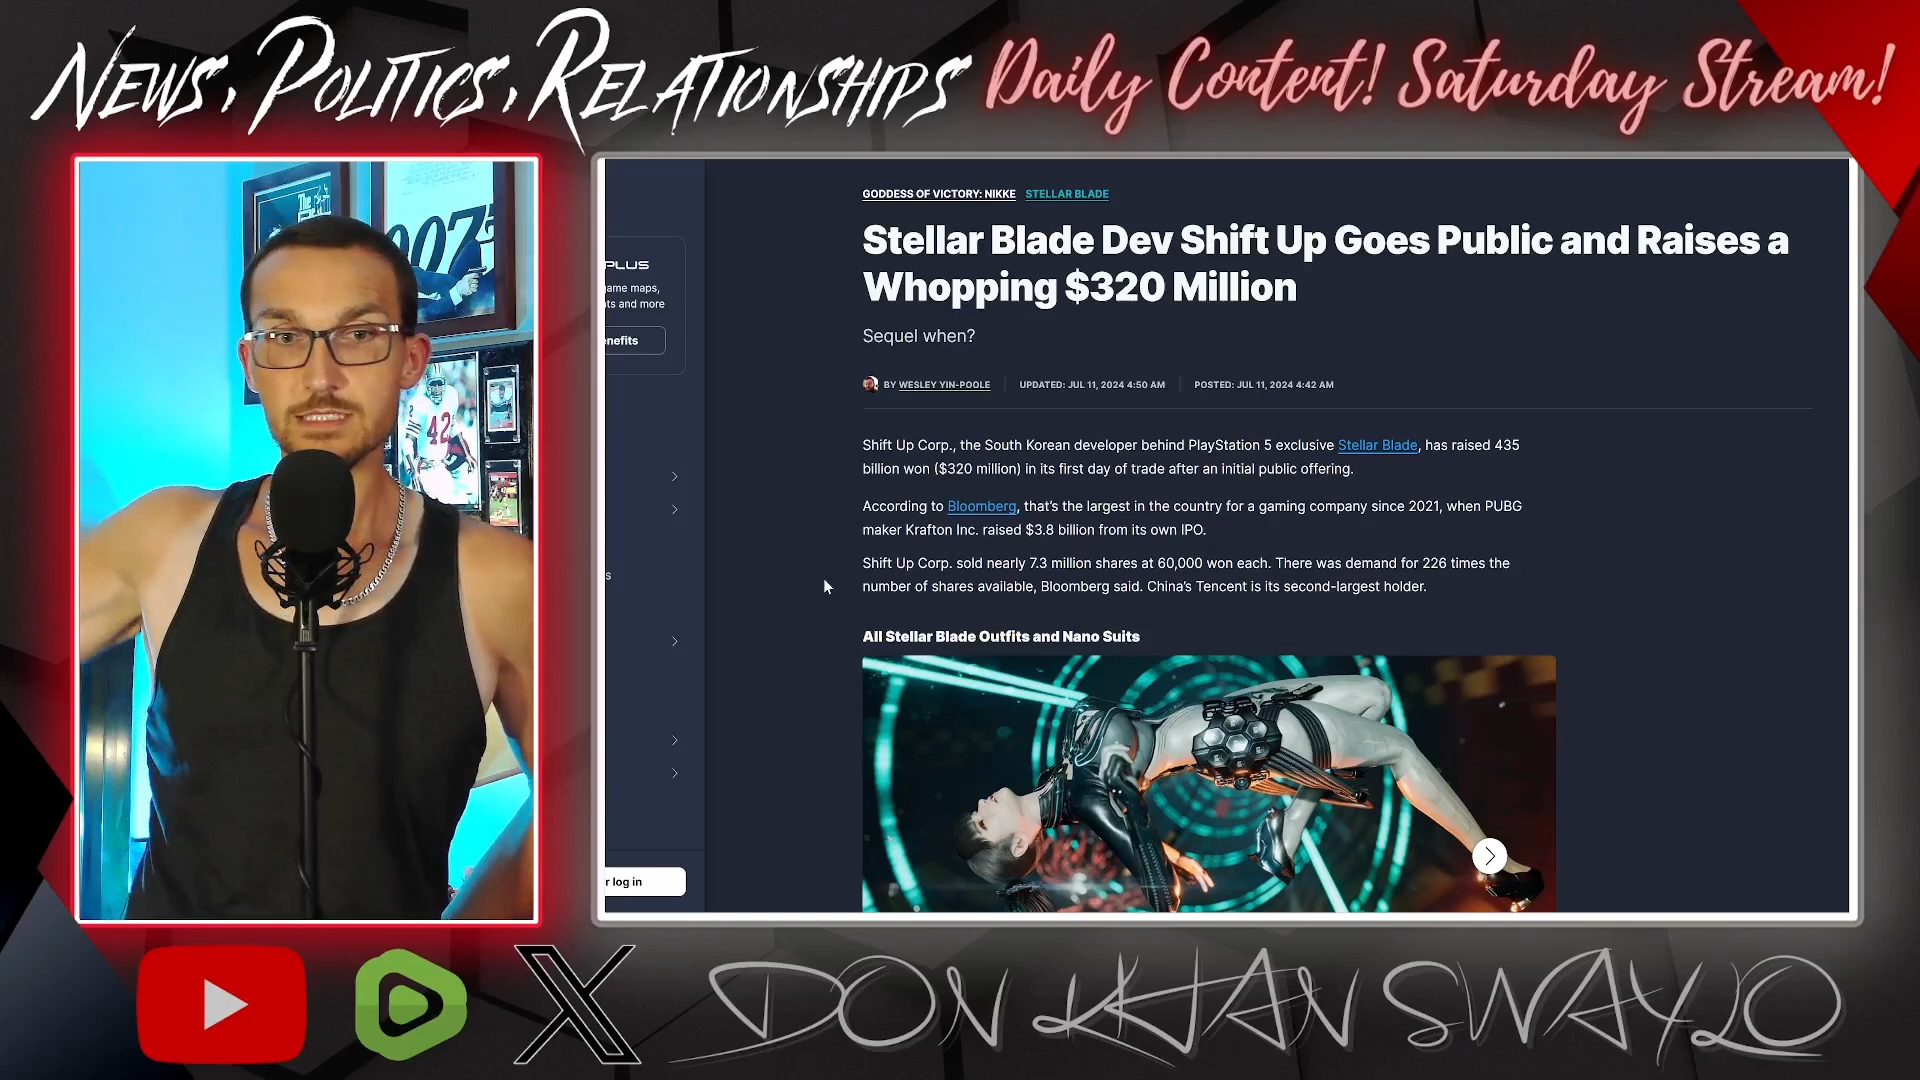 NEWS, POLITICS, RELATIONSHIPS Daily Content! Saturday Stream!
007
42
GODDESS OF VICTORY: NIKKE STELLAR BLADE
Stellar Blade Dev Shift Up Goes Public and Raises a
Whopping $320 Million
Sequel when?
BY WESLEY YIN-POOLE UPDATED: JUL 11, 2024 4:50 AM POSTED: JUL 11, 2024 4:42 AM
PLUS
game maps,
nts and more
enefits
s
r log in
Shift Up Corp., the South Korean developer behind PlayStation 5 exclusive Stellar Blade, has raised 435
billion won ($320 million) in its first day of trade after an initial public offering.
According to Bloomberg, that's the largest in the country for a gaming company since 2021, when PUBG
maker Krafton Inc. raised $3.8 billion from its own IPO.
Shift Up Corp. sold nearly 7.3 million shares at 60,000 won each. There was demand for 226 times the
number of shares available, Bloomberg said. China's Tencent is its second-largest holder.
All Stellar Blade Outfits and Nano Suits
DON KHAN SWAYLO